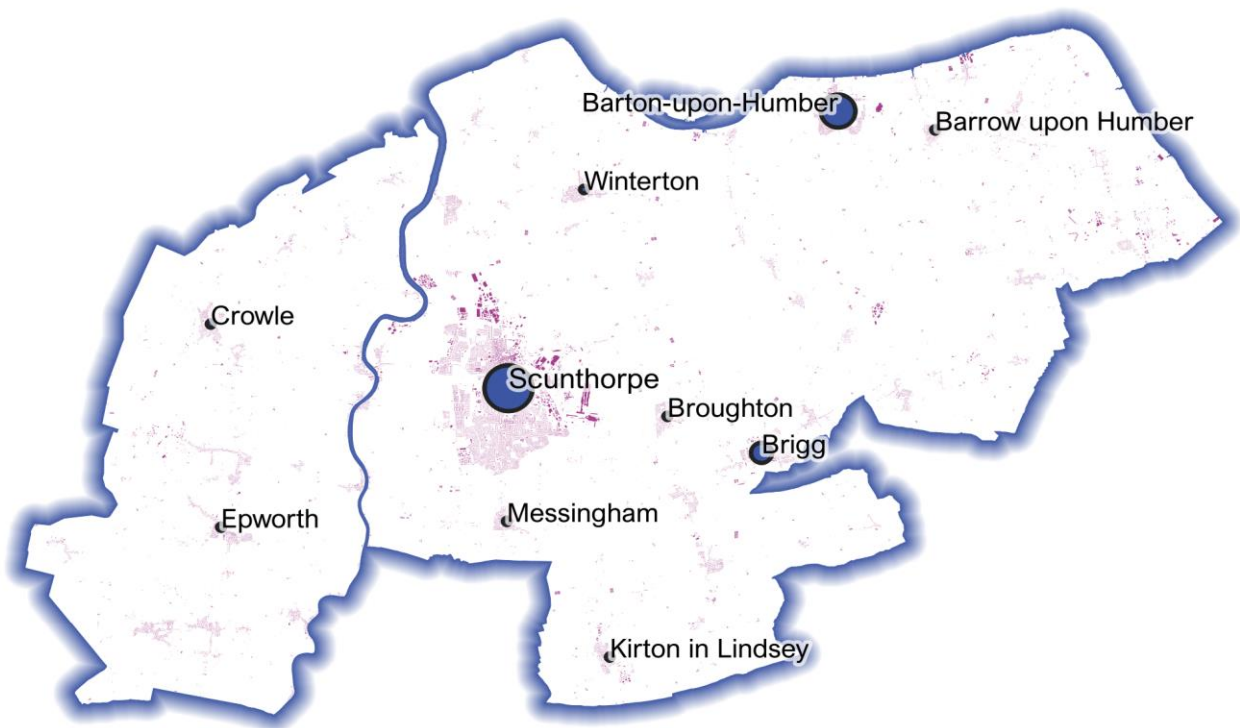 Barton-upon-Humber
Barrow upon Humber
Winterton
Crowle
Scunthorpe
Broughton
Brigg
Epworth
Messingham
Kirton in Lindsey